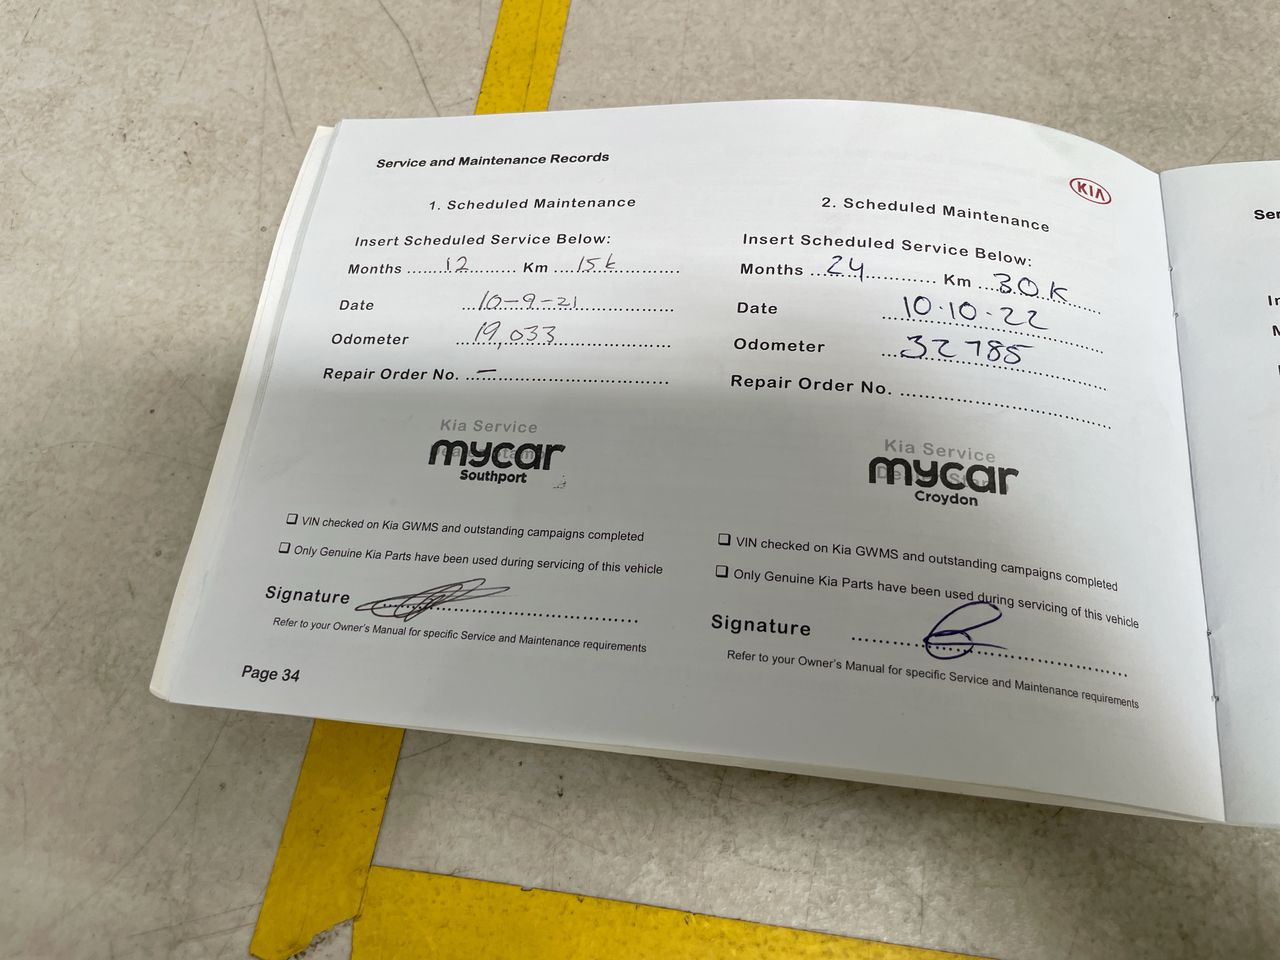 Service and Maintenance Records
KIA
1. Scheduled Maintenance
Insert Scheduled Service Below:
Months 12 Km 15k
Date 10-9-21
Odometer 19,033
Repair Order No. –
Kia Service
mycar
Southport
❑ VIN checked on Kia GWMS and outstanding campaigns completed
❑ Only Genuine Kia Parts have been used during servicing of this vehicle
Signature
Refer to your Owner's Manual for specific Service and Maintenance requirements
Page 34
2. Scheduled Maintenance
Insert Scheduled Service Below:
Months 24 Km 30K
Date 10.10.22
Odometer 32785
Repair Order No.
Kia Service
mycar
Croydon
❑ VIN checked on Kia GWMS and outstanding campaigns completed
❑ Only Genuine Kia Parts have been used during servicing of this vehicle
Signature
Refer to your Owner's Manual for specific Service and Maintenance requirements